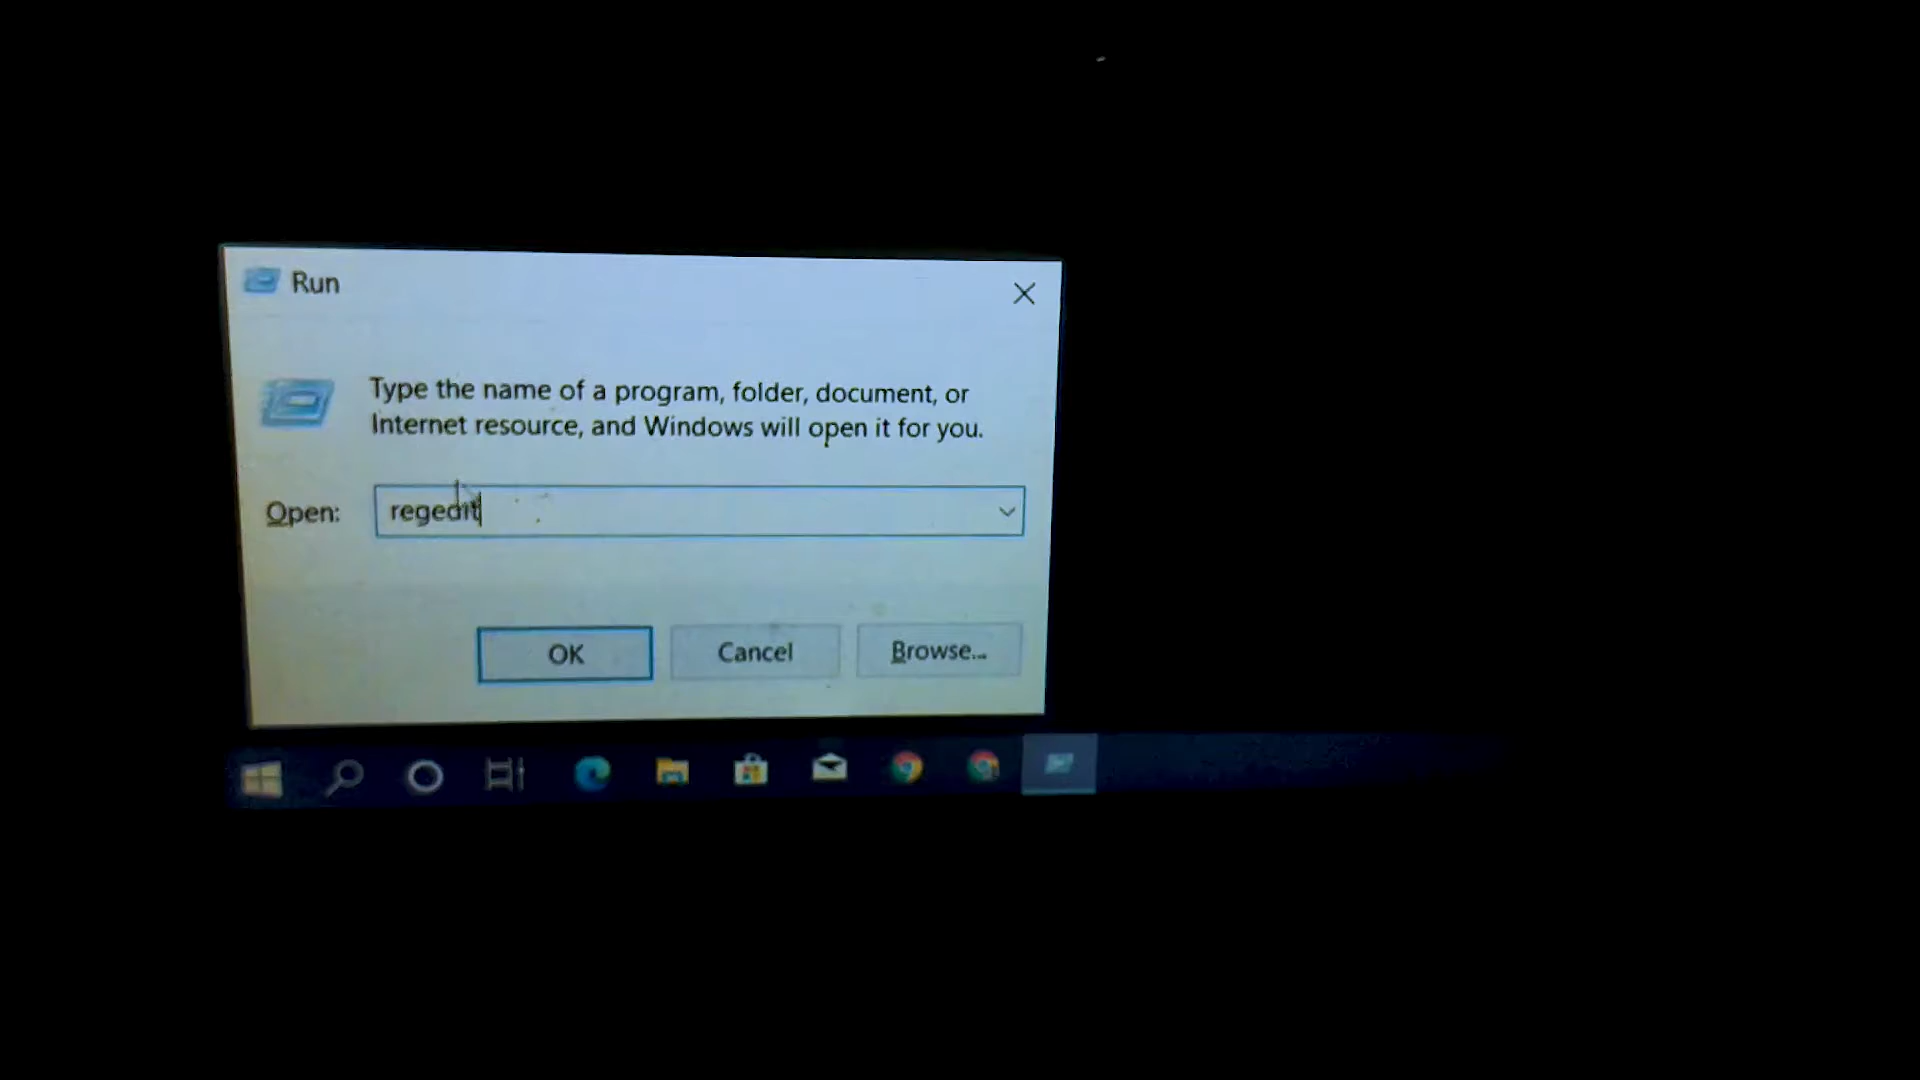 Run
Type the name of a program, folder, document, or
Internet resource, and Windows will open it for you.
Open: regedit
OK Cancel Browse...